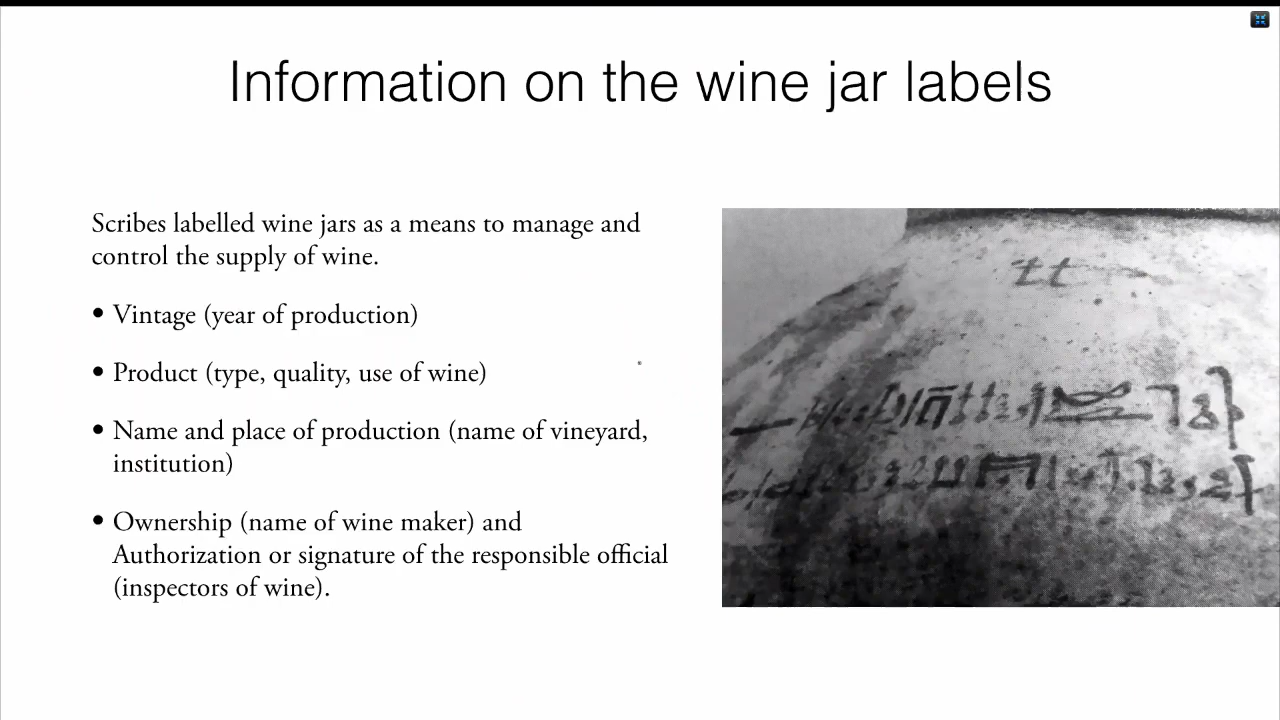 Information on the wine jar labels
Scribes labelled wine jars as a means to manage and
control the supply of wine.
• Vintage (year of production)
• Product (type, quality, use of wine)
• Name and place of production (name of vineyard,
institution)
• Ownership (name of wine maker) and
Authorization or signature of the responsible official
(inspectors of wine).